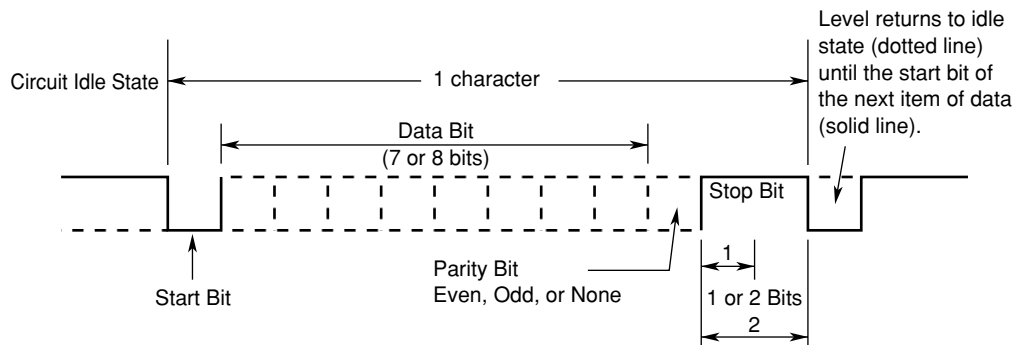 Level returns to idle
state (dotted line)
until the start bit of
the next item of data
(solid line).
Circuit Idle State
1 character
Data Bit
(7 or 8 bits)
Stop Bit
Start Bit
Parity Bit
Even, Odd, or None
1
1 or 2 Bits
2